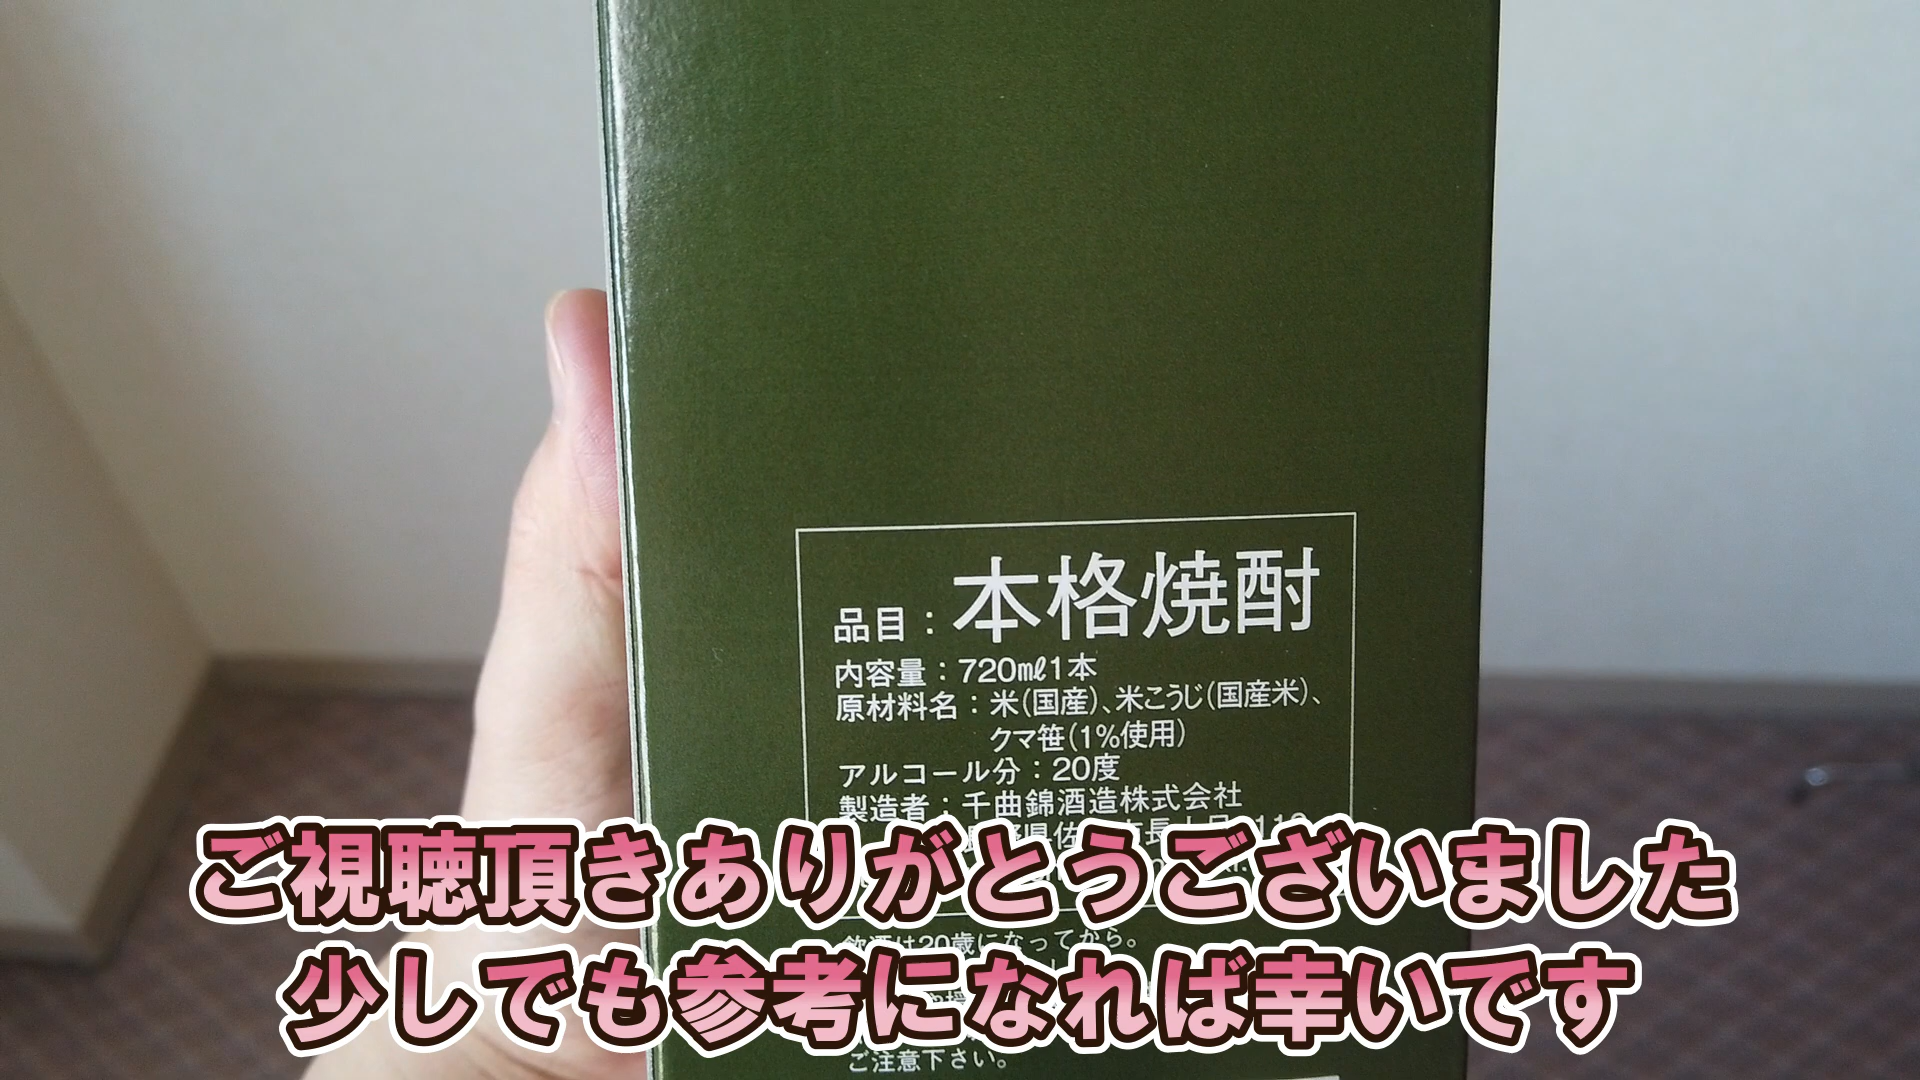 品目：本格焼酎
内容量：720mℓ1本
原材料名：米(国産)、米こうじ(国産米)、
クマ笹(1%使用)
アルコール分：20度
製造者：千曲錦酒造株式会社
ご視聴頂きありがとうございました
飲酒は20歳になってから。
少しでも参考になれば幸いです
ご注意下さい。